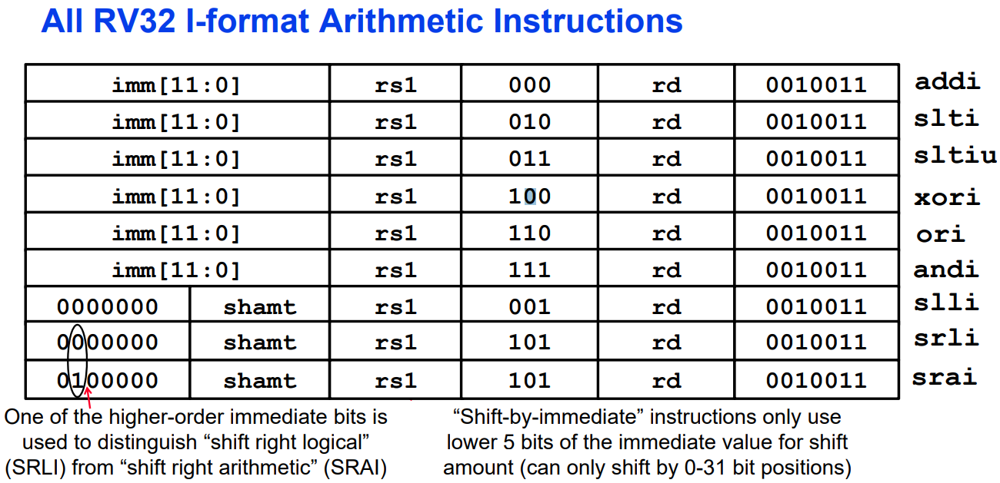 All RV32 I-format Arithmetic Instructions
imm[11:0] rs1 000 rd 0010011 addi
imm[11:0] rs1 010 rd 0010011 slti
imm[11:0] rs1 011 rd 0010011 sltiu
imm[11:0] rs1 100 rd 0010011 xori
imm[11:0] rs1 110 rd 0010011 ori
imm[11:0] rs1 111 rd 0010011 andi
0000000 shamt rs1 001 rd 0010011 slli
0000000 shamt rs1 101 rd 0010011 srli
0100000 shamt rs1 101 rd 0010011 srai
One of the higher-order immediate bits is
used to distinguish “shift right logical”
(SRLI) from “shift right arithmetic” (SRAI)
“Shift-by-immediate” instructions only use
lower 5 bits of the immediate value for shift
amount (can only shift by 0-31 bit positions)